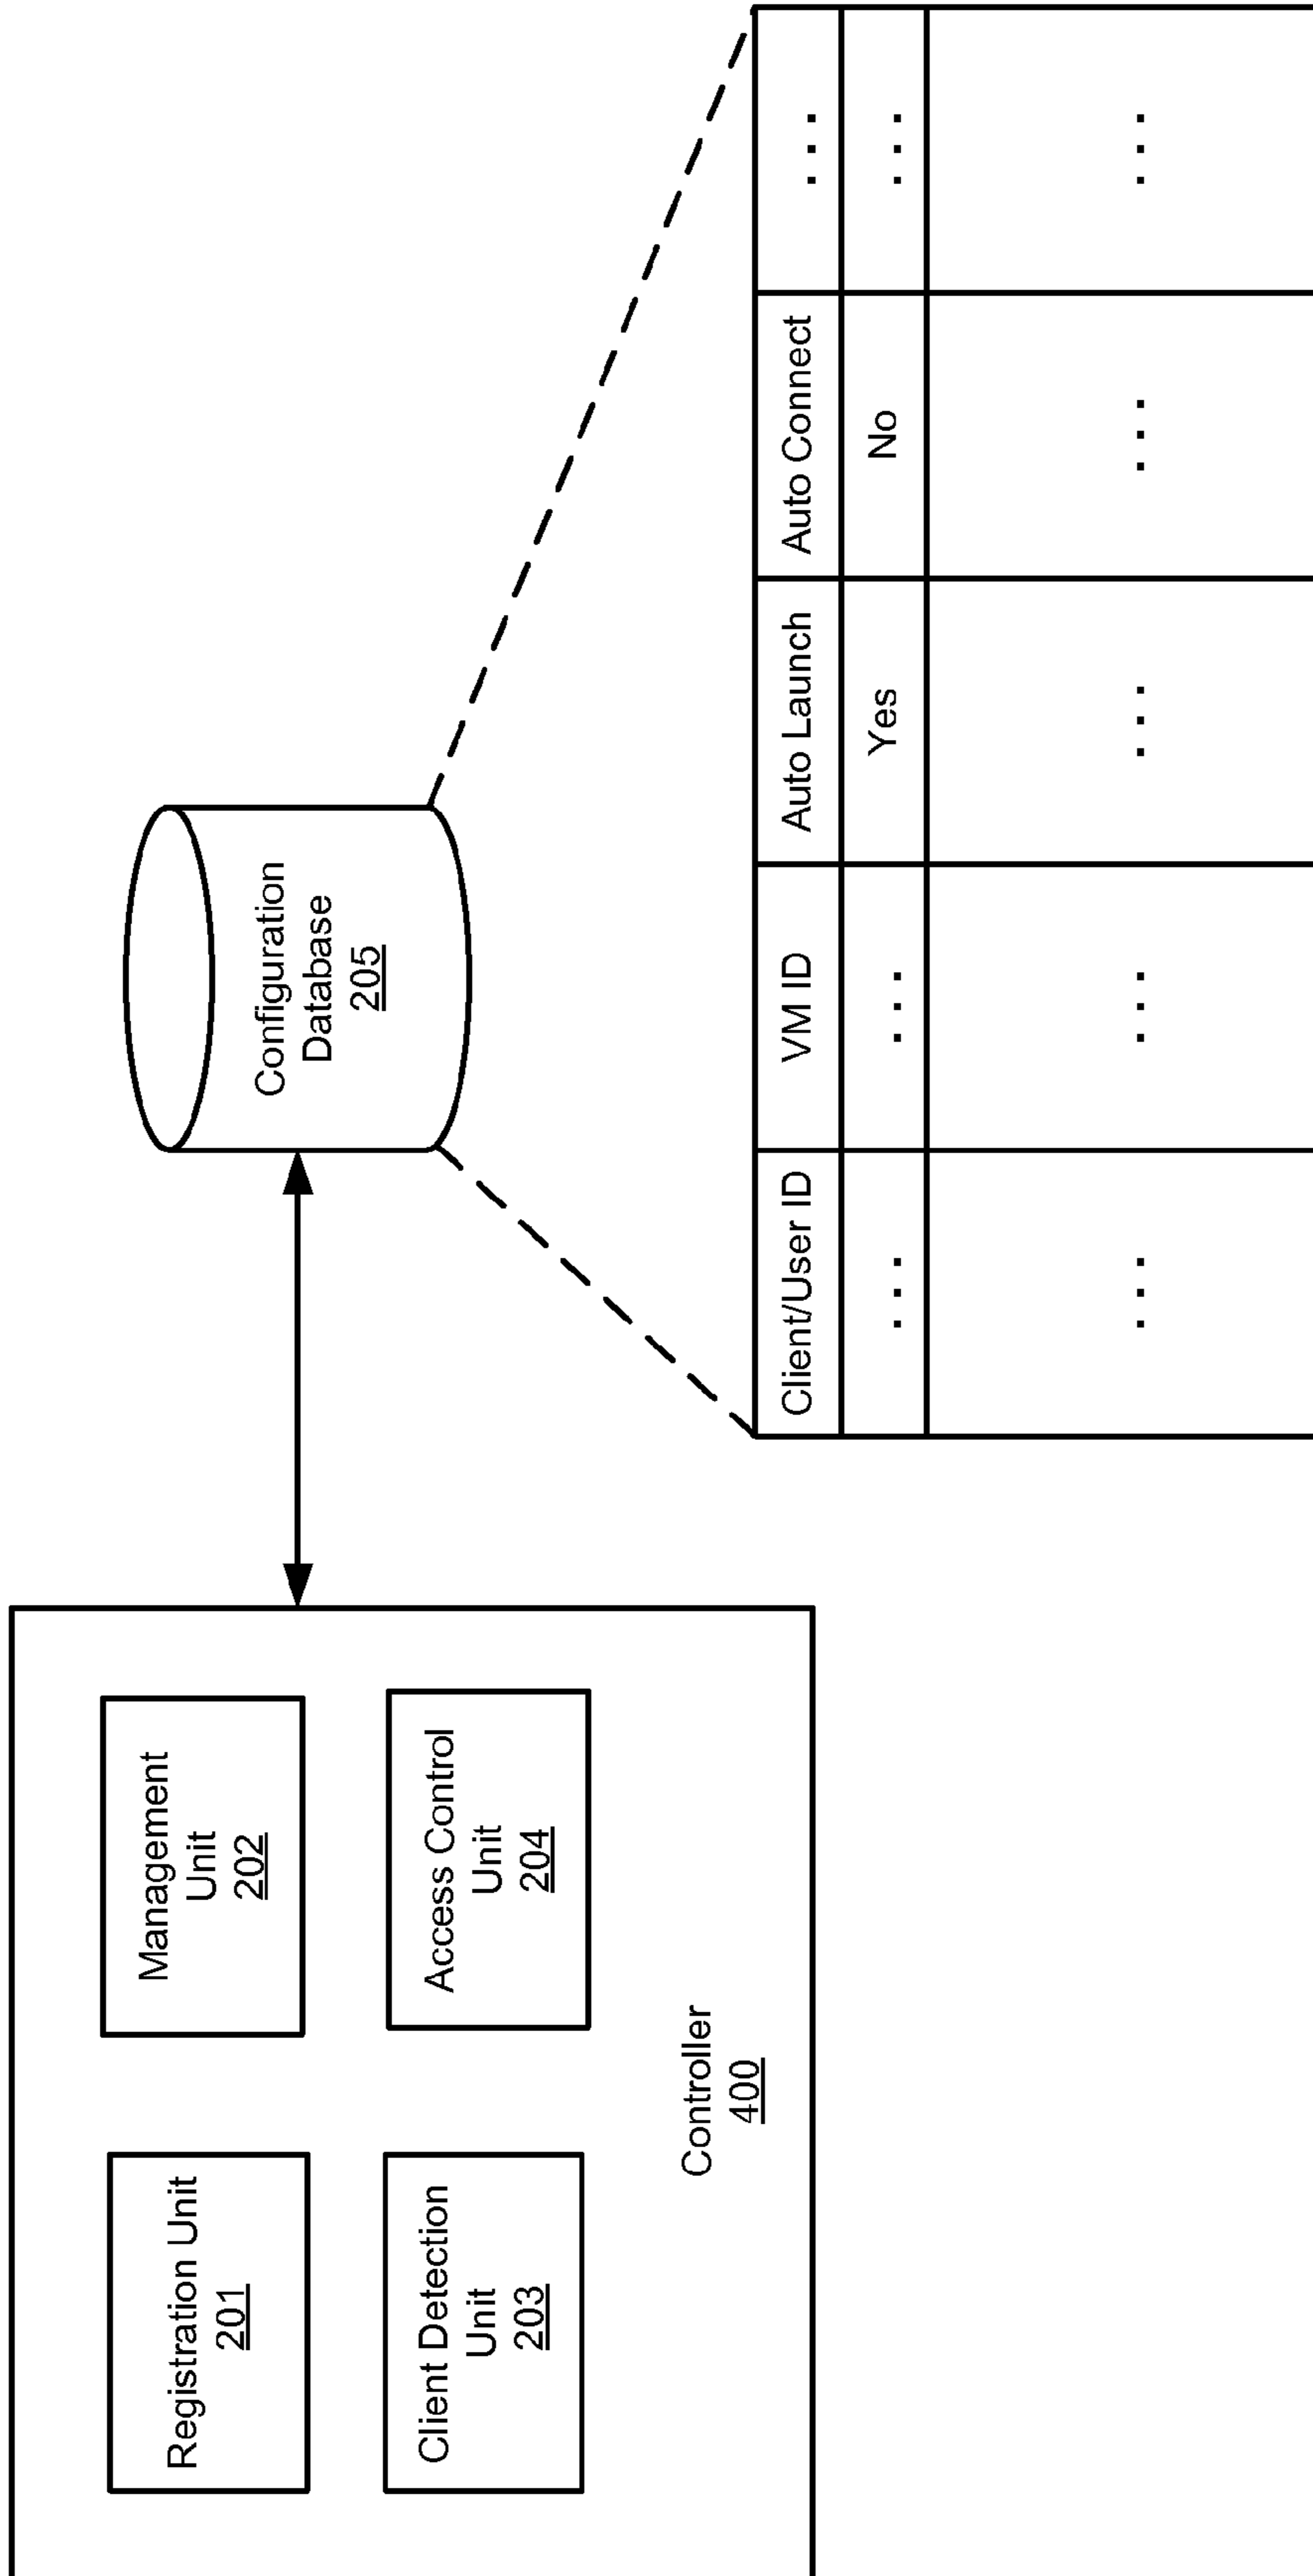 Registration Unit
201
Management
Unit
202
Client Detection
Unit
203
Access Control
Unit
204
Controller
400
Configuration
Database
205
Client/User ID
VM ID
Auto Launch
Auto Connect
...
...
...
Yes
No
...
...
...
...
...
...